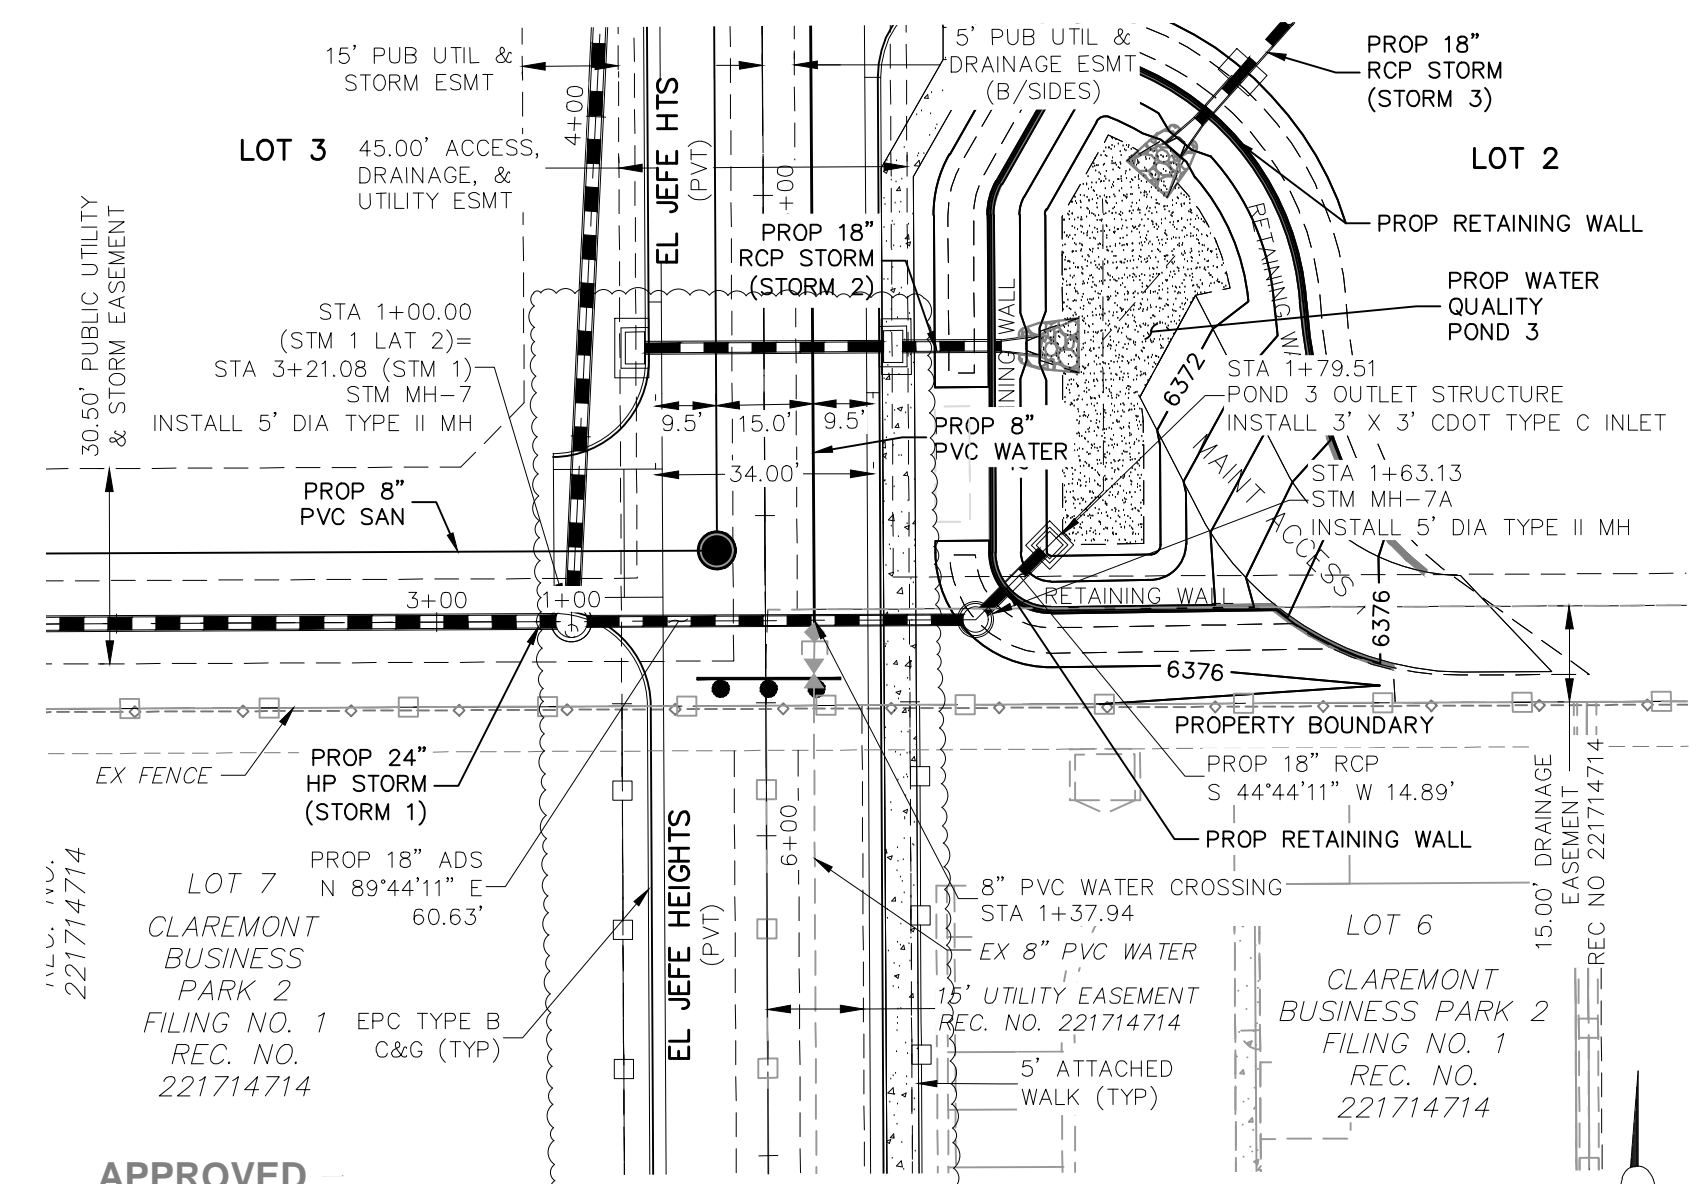 15' PUB UTIL &
STORM ESMT
5' PUB UTIL &
DRAINAGE ESMT
(B/SIDES)
PROP 18"
RCP STORM
(STORM 3)
4+00
EL JEFE HTS
(PVT)
LOT 3
45.00' ACCESS,
DRAINAGE, &
UTILITY ESMT
LOT 2
+00
PROP RETAINING WALL
30.50' PUBLIC UTILITY
& STORM EASEMENT
PROP 18"
RCP STORM
(STORM 2)
RETAINING WA
PROP WATER
QUALITY
POND 3
STA 1+00.00
(STM 1 LAT 2)=
STA 3+21.08 (STM 1)
STM MH-7
INSTALL 5' DIA TYPE II MH
NING WALL
6372
STA 1+79.51
POND 3 OUTLET STRUCTURE
INSTALL 3' X 3' CDOT TYPE C INLET
9.5'
15.0'
9.5'
PROP 8"
PVC WATER
34.00'
MAINT ACCESS
STA 1+63.13
STM MH-7A
INSTALL 5' DIA TYPE II MH
PROP 8"
PVC SAN
3+00
1+00
RETAINING WALL
6376
6376
PROPERTY BOUNDARY
EX FENCE
PROP 24"
HP STORM
(STORM 1)
PROP 18" RCP
S 44°44'11" W 14.89'
PROP RETAINING WALL
15.00' DRAINAGE
EASEMENT
REC NO 221714714
6+00
EL JEFE HEIGHTS
(PVT)
PROP 18" ADS
N 89°44'11" E
60.63'
8" PVC WATER CROSSING
STA 1+37.94
EX 8" PVC WATER
15' UTILITY EASEMENT
REC. NO. 221714714
221714714
LOT 7
CLAREMONT
BUSINESS
PARK 2
FILING NO. 1
REC. NO.
221714714
EPC TYPE B
C&G (TYP)
5' ATTACHED
WALK (TYP)
LOT 6
CLAREMONT
BUSINESS PARK 2
FILING NO. 1
REC. NO.
221714714
APPROVED